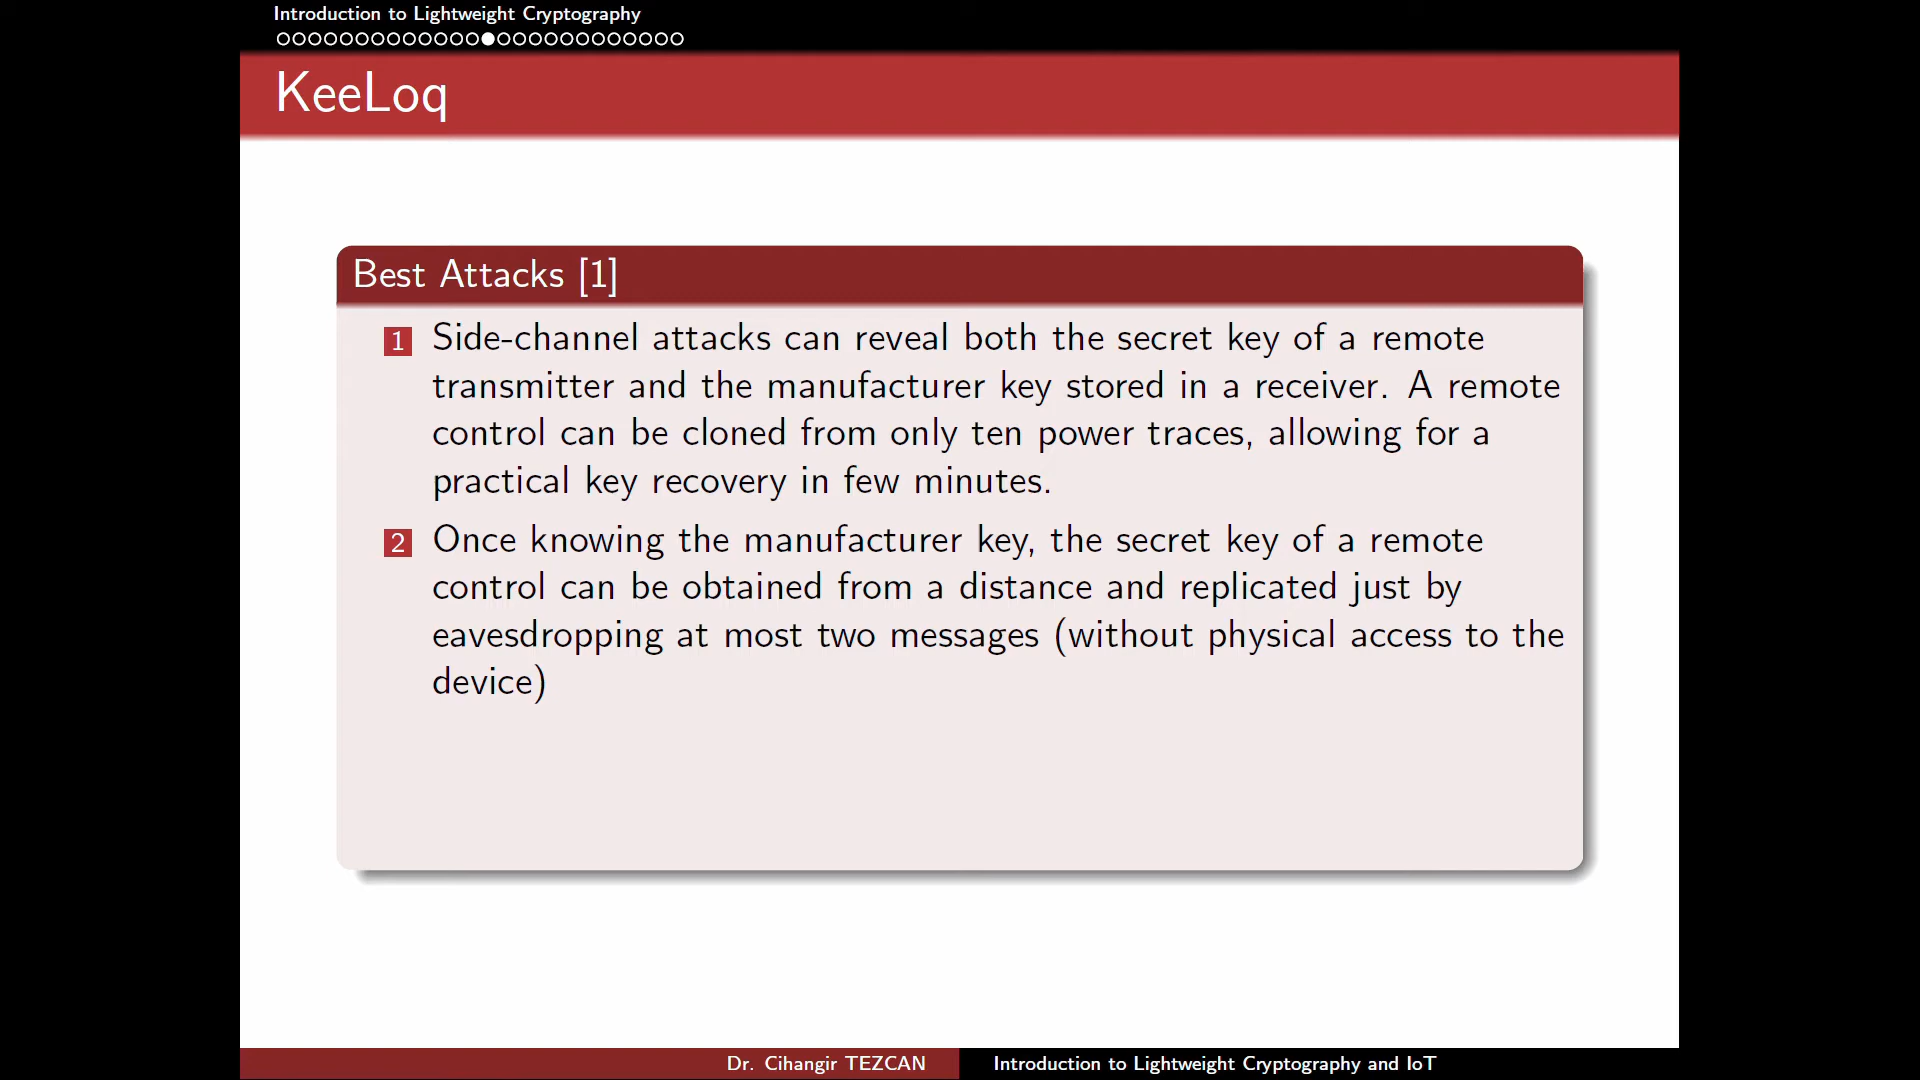 Introduction to Lightweight Cryptography
KeeLoq
Best Attacks [1]
1 Side-channel attacks can reveal both the secret key of a remote
transmitter and the manufacturer key stored in a receiver. A remote
control can be cloned from only ten power traces, allowing for a
practical key recovery in few minutes.
2 Once knowing the manufacturer key, the secret key of a remote
control can be obtained from a distance and replicated just by
eavesdropping at most two messages (without physical access to the
device)
Dr. Cihangir TEZCAN Introduction to Lightweight Cryptography and IoT